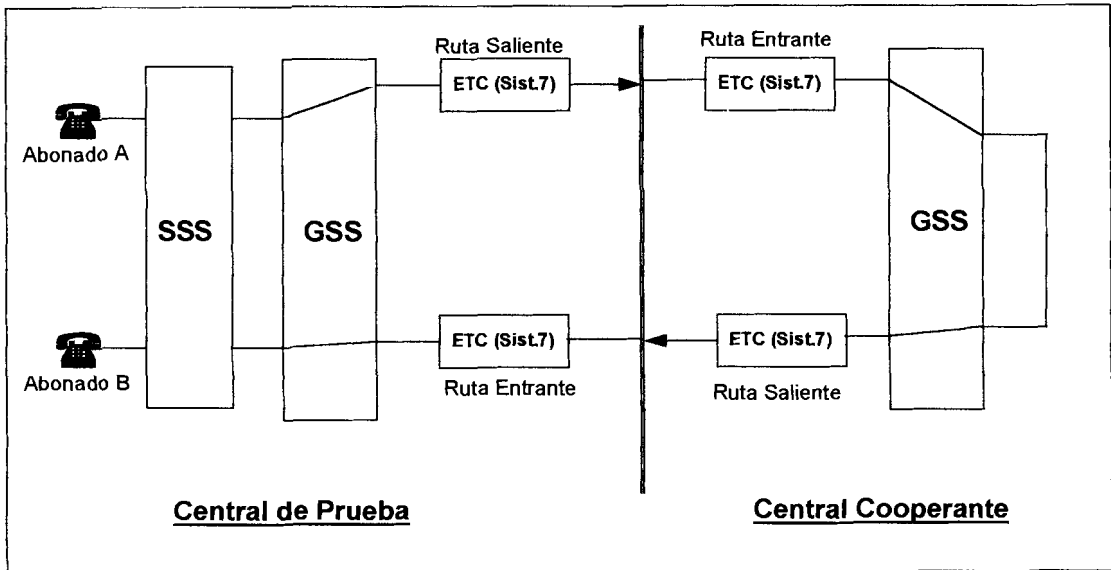 Ruta Saliente
ETC (Sist.7)
Ruta Entrante
ETC (Sist.7)
Abonado A
SSS
GSS
GSS
ETC (Sist.7)
Ruta Entrante
ETC (Sist.7)
Ruta Saliente
Abonado B
Central de Prueba
Central Cooperante